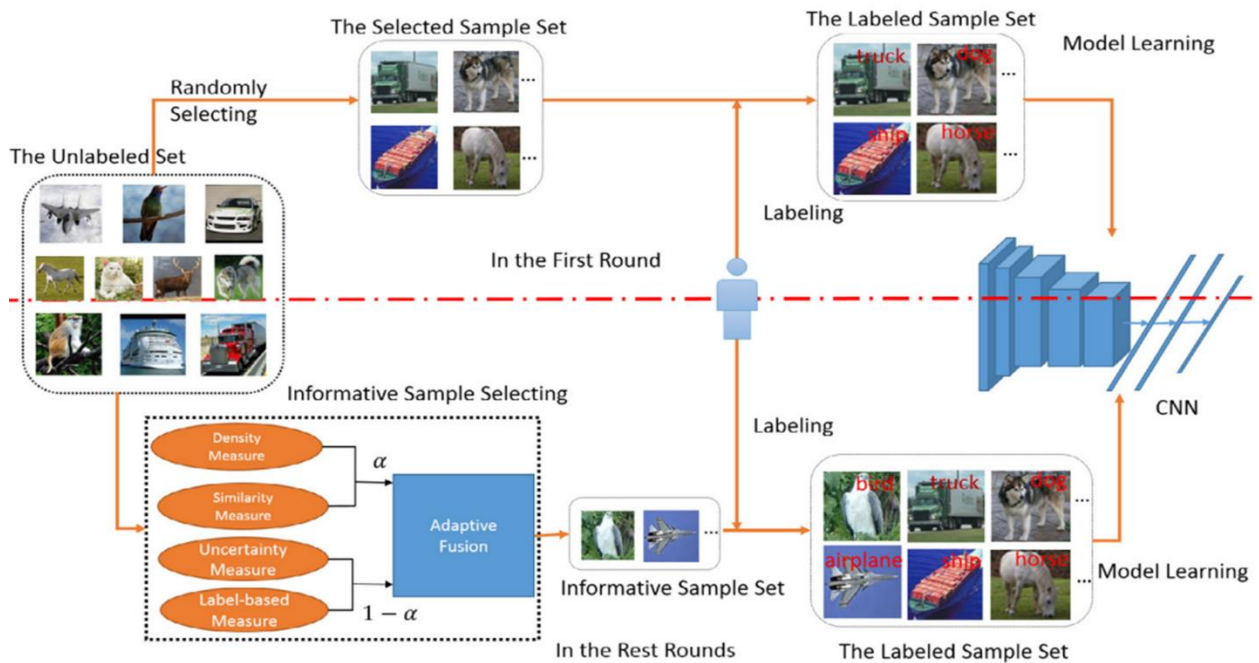 The Selected Sample Set
...
...
Randomly
Selecting
The Labeled Sample Set
truck
dog
...
ship
horse
...
Model Learning
The Unlabeled Set
Labeling
In the First Round
Informative Sample Selecting
Density
Measure
Similarity
Measure
α
Uncertainty
Measure
Label-based
Measure
1 − α
Adaptive
Fusion
...
Informative Sample Set
In the Rest Rounds
Labeling
CNN
bird
truck
dog
...
airplane
ship
horse
...
Model Learning
The Labeled Sample Set